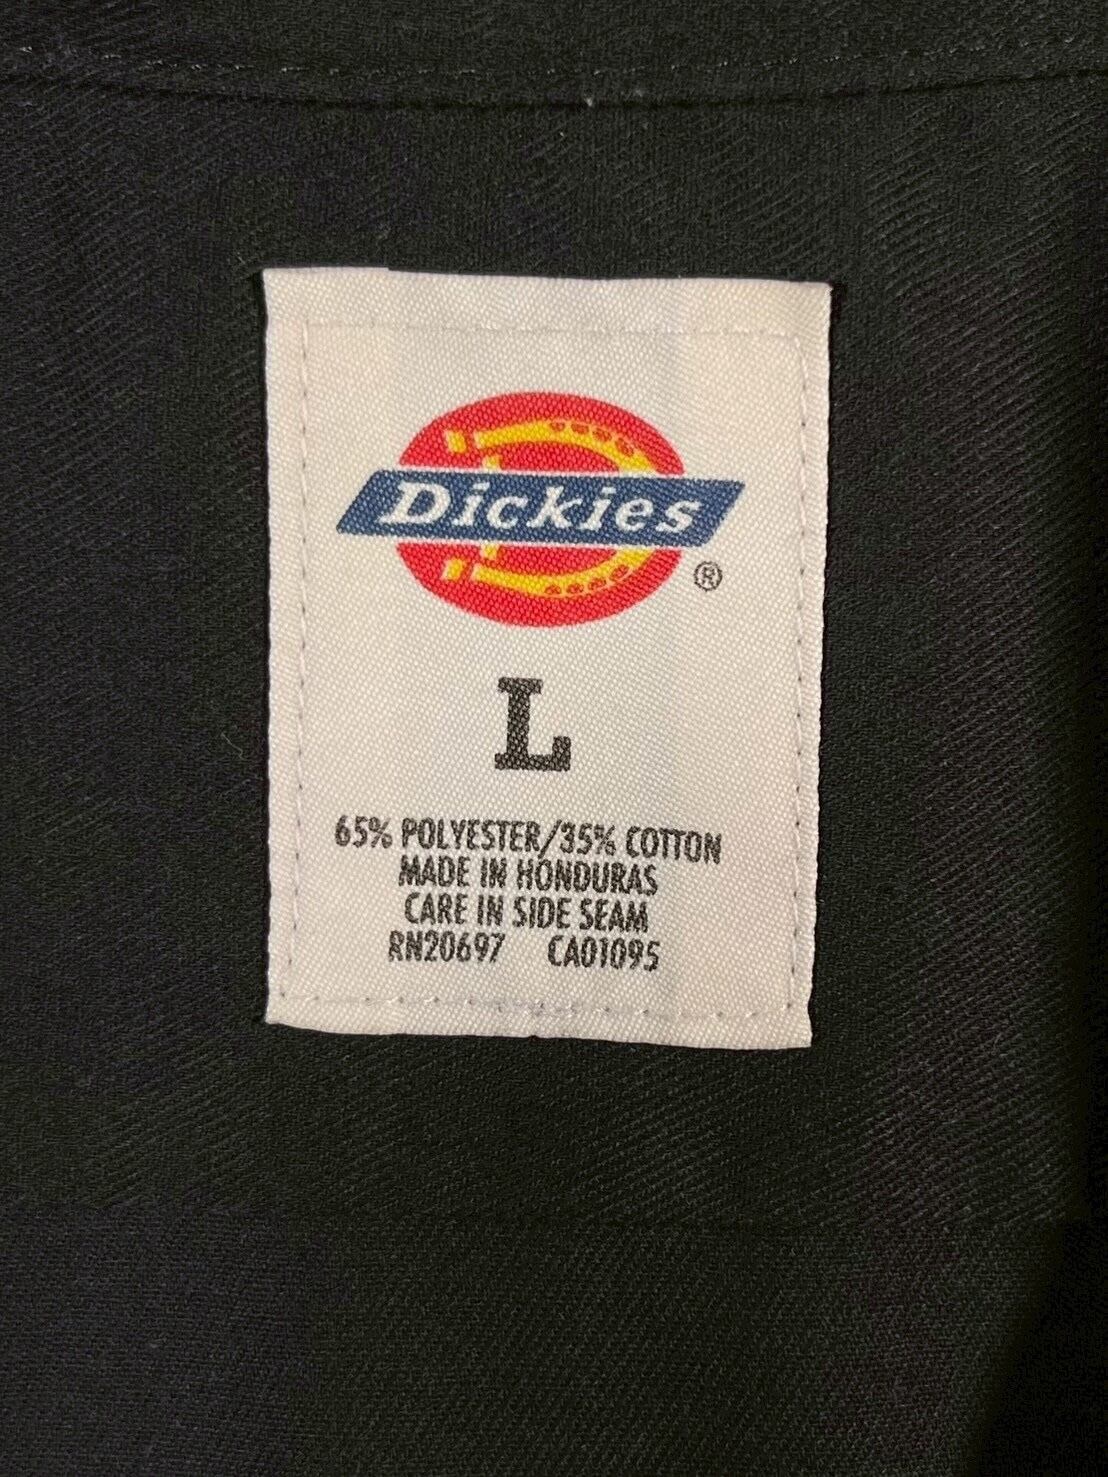 Dickies
®
L
65% POLYESTER/35% COTTON
MADE IN HONDURAS
CARE IN SIDE SEAM
RN20697 CA01095